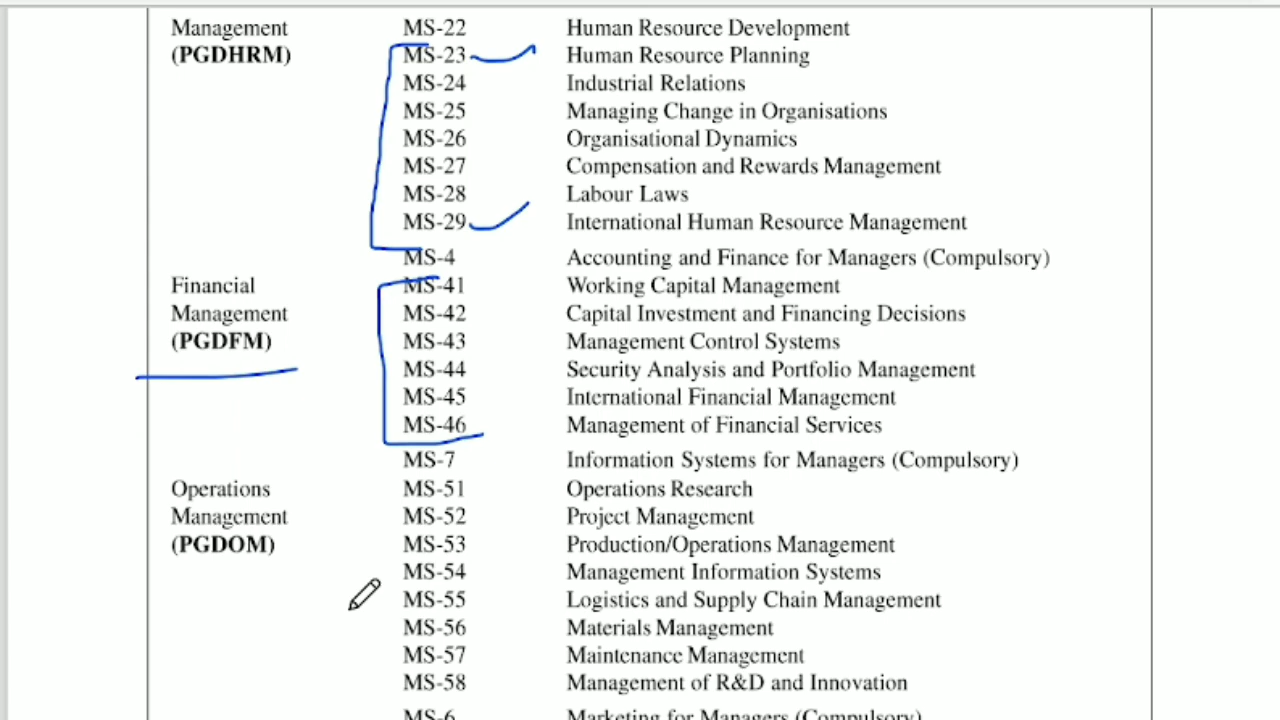 Management MS-22 Human Resource Development
(PGDHRM) MS-23 Human Resource Planning
MS-24 Industrial Relations
MS-25 Managing Change in Organisations
MS-26 Organisational Dynamics
MS-27 Compensation and Rewards Management
MS-28 Labour Laws
MS-29 International Human Resource Management
MS-4 Accounting and Finance for Managers (Compulsory)
Financial MS-41 Working Capital Management
Management MS-42 Capital Investment and Financing Decisions
(PGDFM) MS-43 Management Control Systems
MS-44 Security Analysis and Portfolio Management
MS-45 International Financial Management
MS-46 Management of Financial Services
MS-7 Information Systems for Managers (Compulsory)
Operations MS-51 Operations Research
Management MS-52 Project Management
(PGDOM) MS-53 Production/Operations Management
MS-54 Management Information Systems
MS-55 Logistics and Supply Chain Management
MS-56 Materials Management
MS-57 Maintenance Management
MS-58 Management of R&D and Innovation
MS-6 Marketing for Managers (Compulsory)